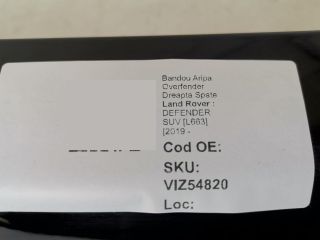 Bandou Aripa
Overfender
Dreapta Spate
Land Rover :
DEFENDER
SUV [L663]
[2019 -
Cod OE:
SKU:
VIZ54820
Loc: